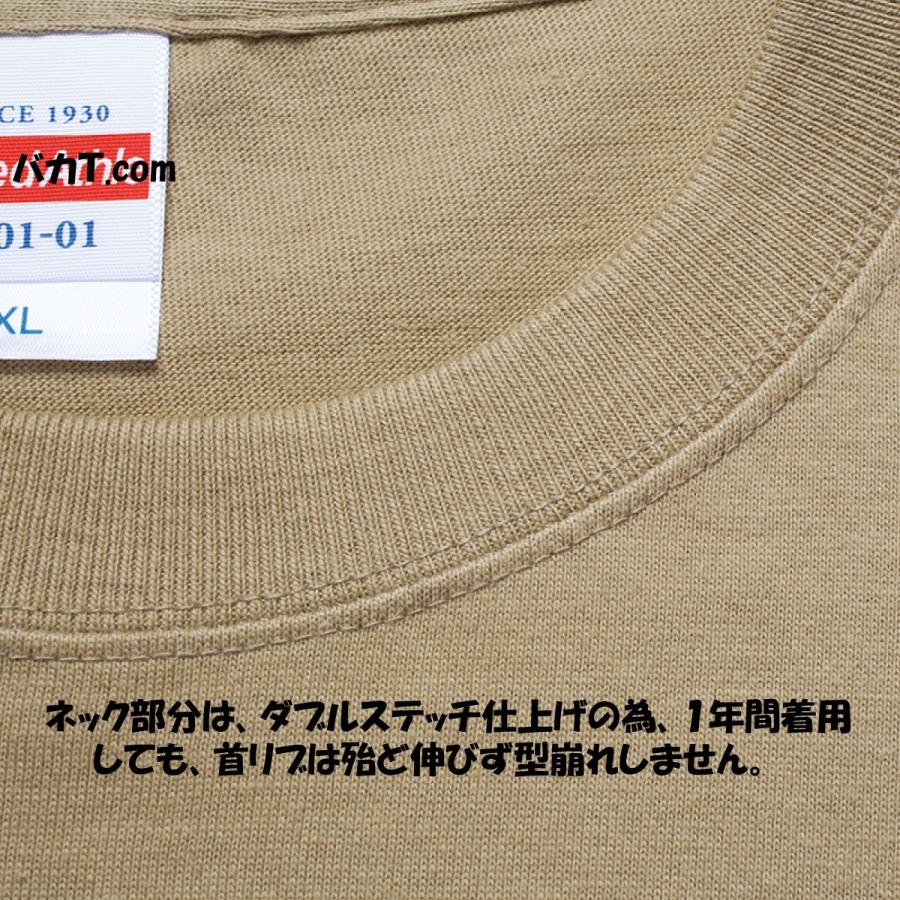 CE 1930
バカT.com
01-01
XL
ネック部分は、ダブルステッチ仕上げの為、1年間着用
しても、首リブは殆ど伸びず型崩れしません。